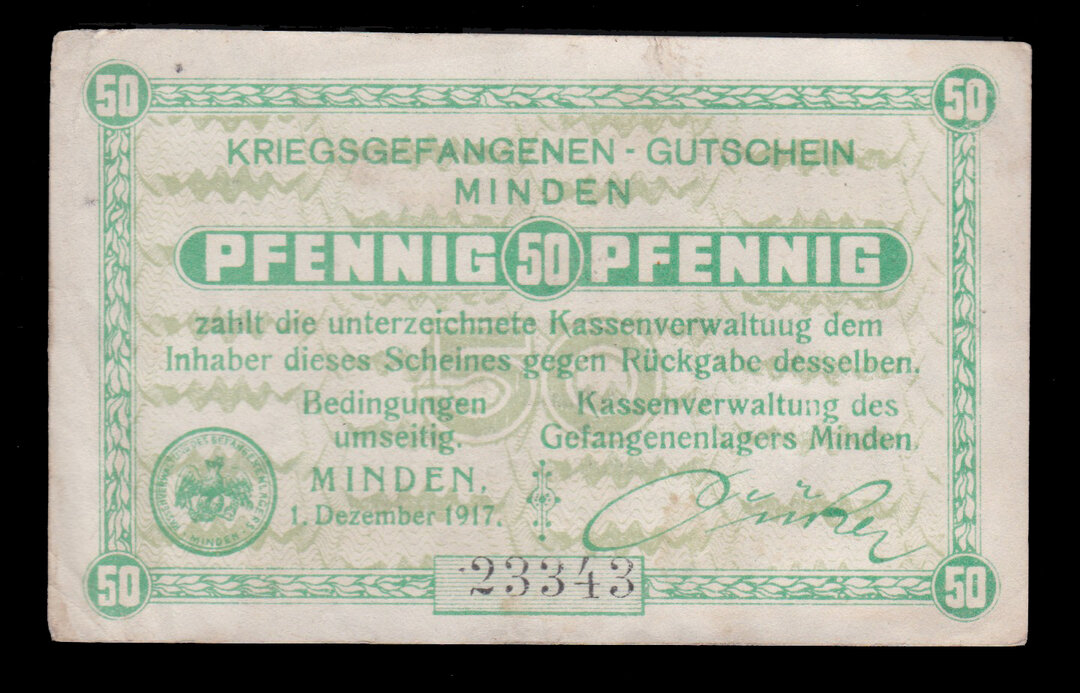 50 50
KRIEGSGEFANGENEN - GUTSCHEIN
MINDEN
PFENNIG 50 PFENNIG
zahlt die unterzeichnete Kassenverwaltuug dem
Inhaber dieses Scheines gegen Rückgabe desselben.
50
Bedingungen
umseitig.
Kassenverwaltung des
Gefangenenlagers Minden.
MINDEN,
1. Dezember 1917.
MINDEN
23343
50 50